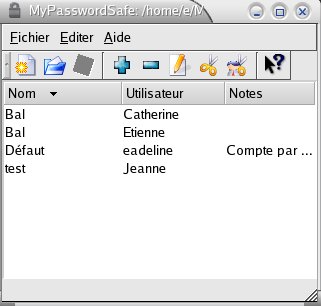 MyPasswordSafe: /home/e/M
Fichier Editer Aide
Nom Utilisateur Notes
Bal Catherine
Bal Etienne
Défaut eadeline Compte par ...
test Jeanne